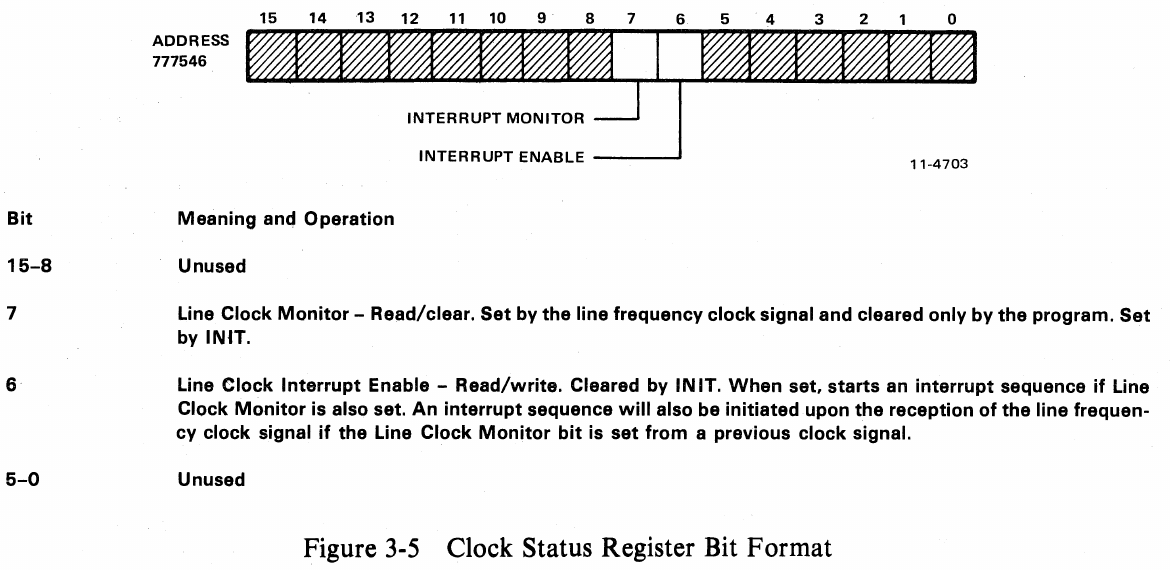 15 14 13 12 11 10 9 8 7 6 5 4 3 2 1 0
ADDRESS
777546
INTERRUPT MONITOR
INTERRUPT ENABLE
11-4703
Bit Meaning and Operation
15–8 Unused
7 Line Clock Monitor – Read/clear. Set by the line frequency clock signal and cleared only by the program. Set
by INIT.
6 Line Clock Interrupt Enable – Read/write. Cleared by INIT. When set, starts an interrupt sequence if Line
Clock Monitor is also set. An interrupt sequence will also be initiated upon the reception of the line frequen-
cy clock signal if the Line Clock Monitor bit is set from a previous clock signal.
5–0 Unused
Figure 3-5 Clock Status Register Bit Format